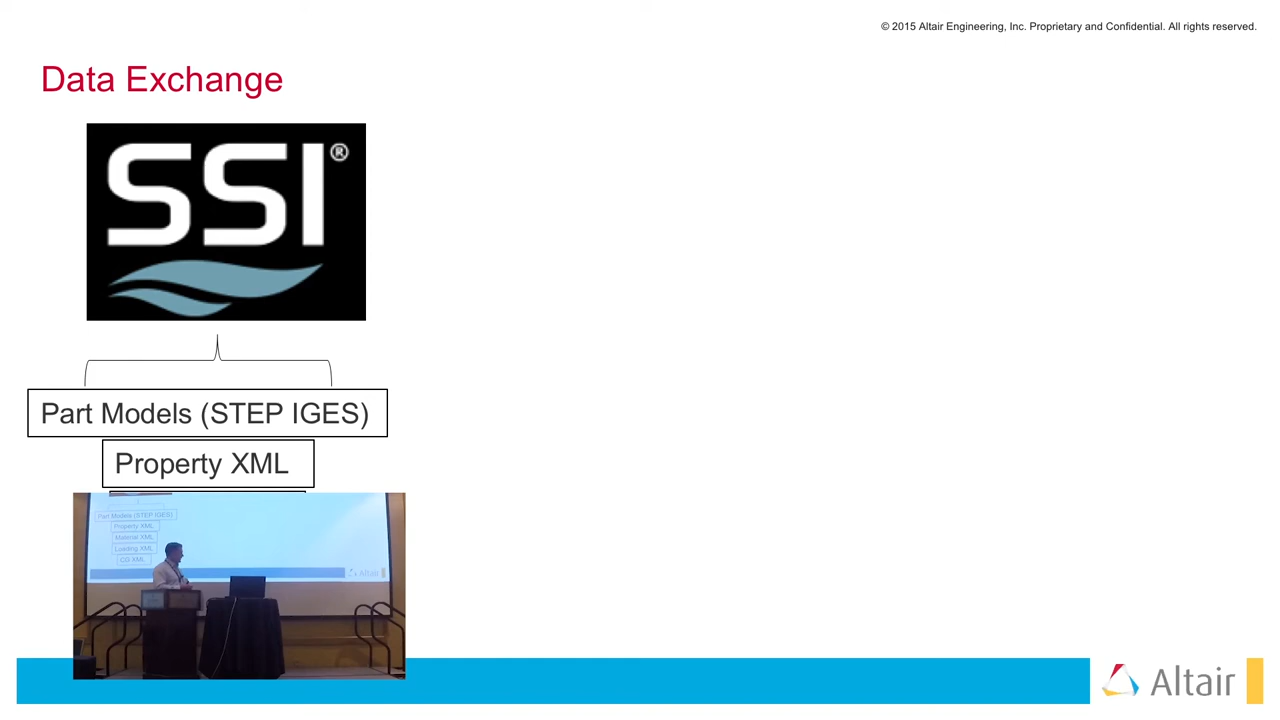 © 2015 Altair Engineering, Inc. Proprietary and Confidential. All rights reserved.
Data Exchange
SSI®
Part Models (STEP IGES)
Property XML
Part Models (STEP IGES)
Property XML
Material XML
Loading XML
CG XML
Altair
Altair